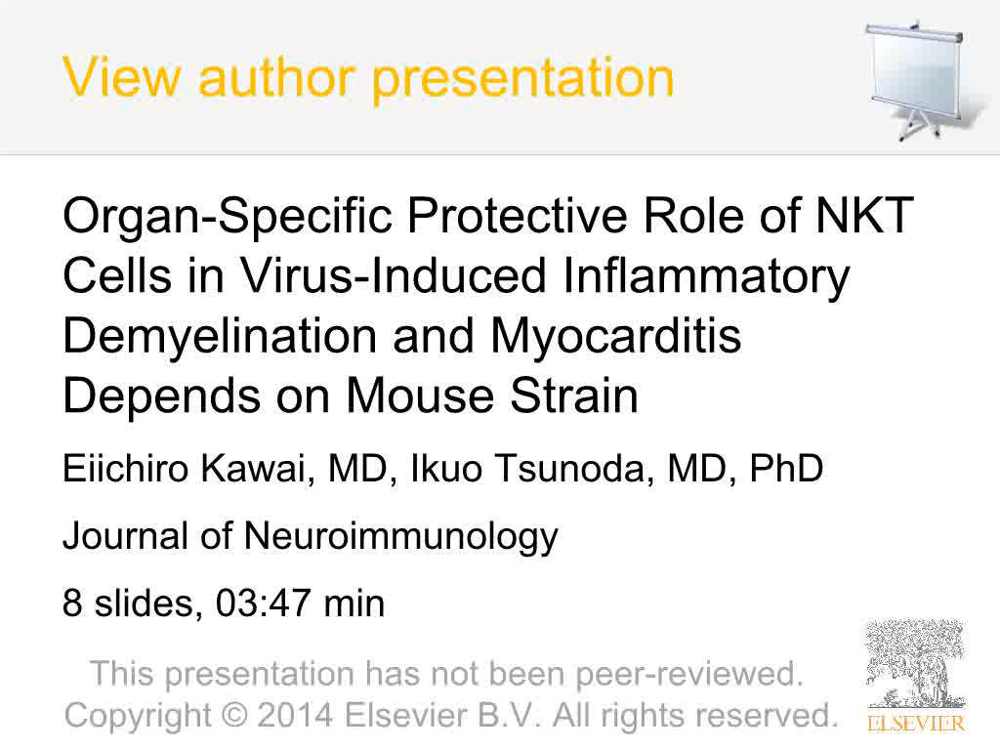 View author presentation
Organ-Specific Protective Role of NKT
Cells in Virus-Induced Inflammatory
Demyelination and Myocarditis
Depends on Mouse Strain
Eiichiro Kawai, MD, Ikuo Tsunoda, MD, PhD
Journal of Neuroimmunology
8 slides, 03:47 min
This presentation has not been peer-reviewed.
Copyright © 2014 Elsevier B.V. All rights reserved.
ELSEVIER